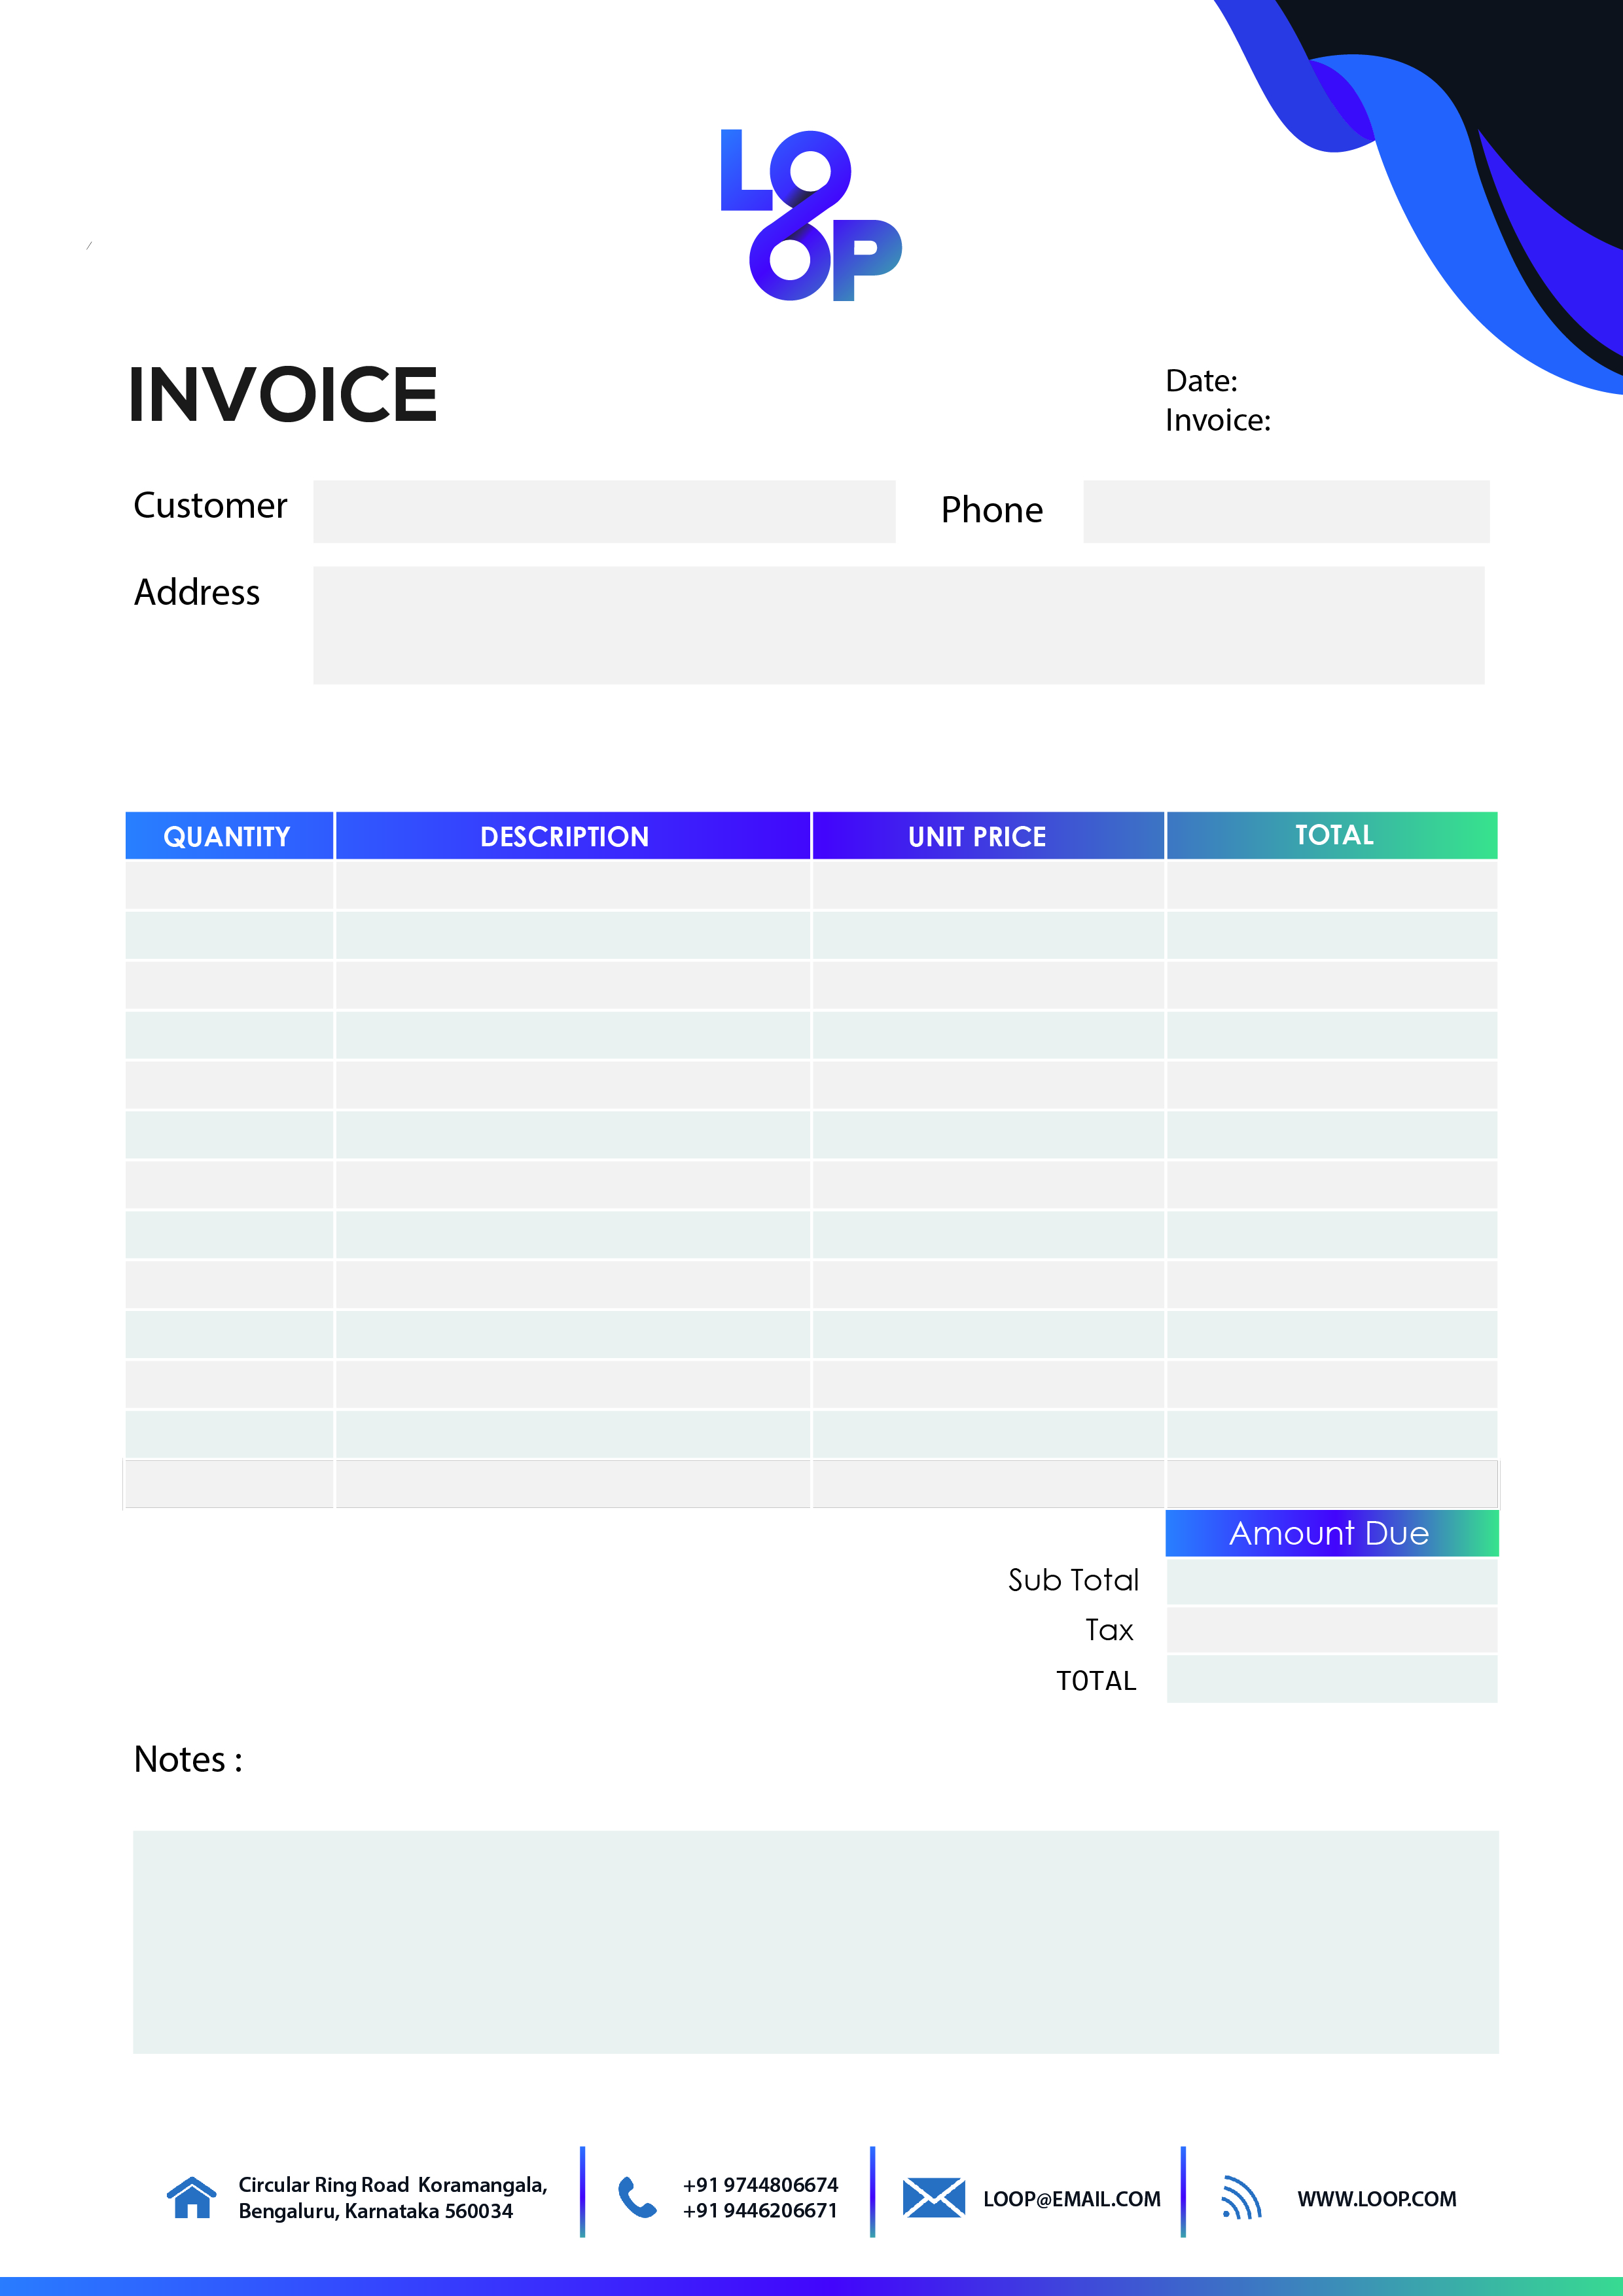 LOOP
INVOICE
Date:
Invoice:
Customer
Phone
Address
QUANTITY DESCRIPTION UNIT PRICE TOTAL
Amount Due
Sub Total
Tax
TOTAL
Notes :
Circular Ring Road Koramangala,
Bengaluru, Karnataka 560034
+91 9744806674
+91 9446206671
LOOP@EMAIL.COM
WWW.LOOP.COM